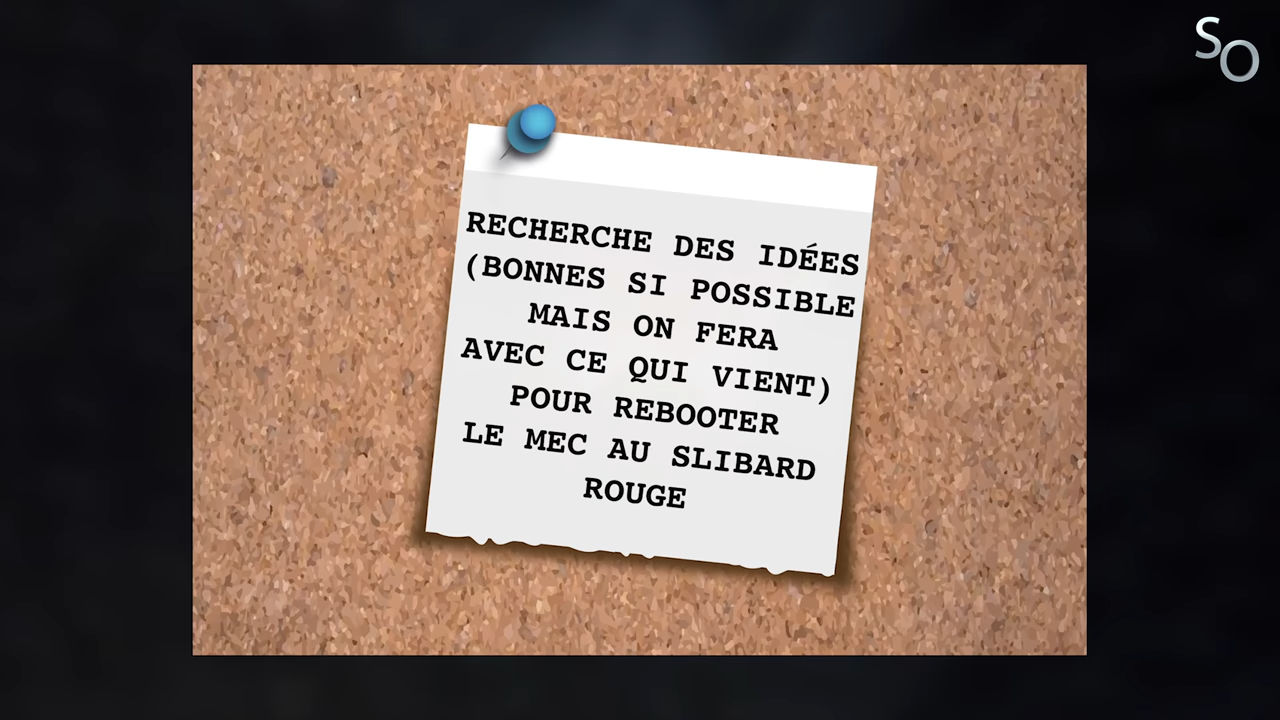 SO
RECHERCHE DES IDÉES
(BONNES SI POSSIBLE
MAIS ON FERA
AVEC CE QUI VIENT)
POUR REBOOTER
LE MEC AU SLIBARD
ROUGE